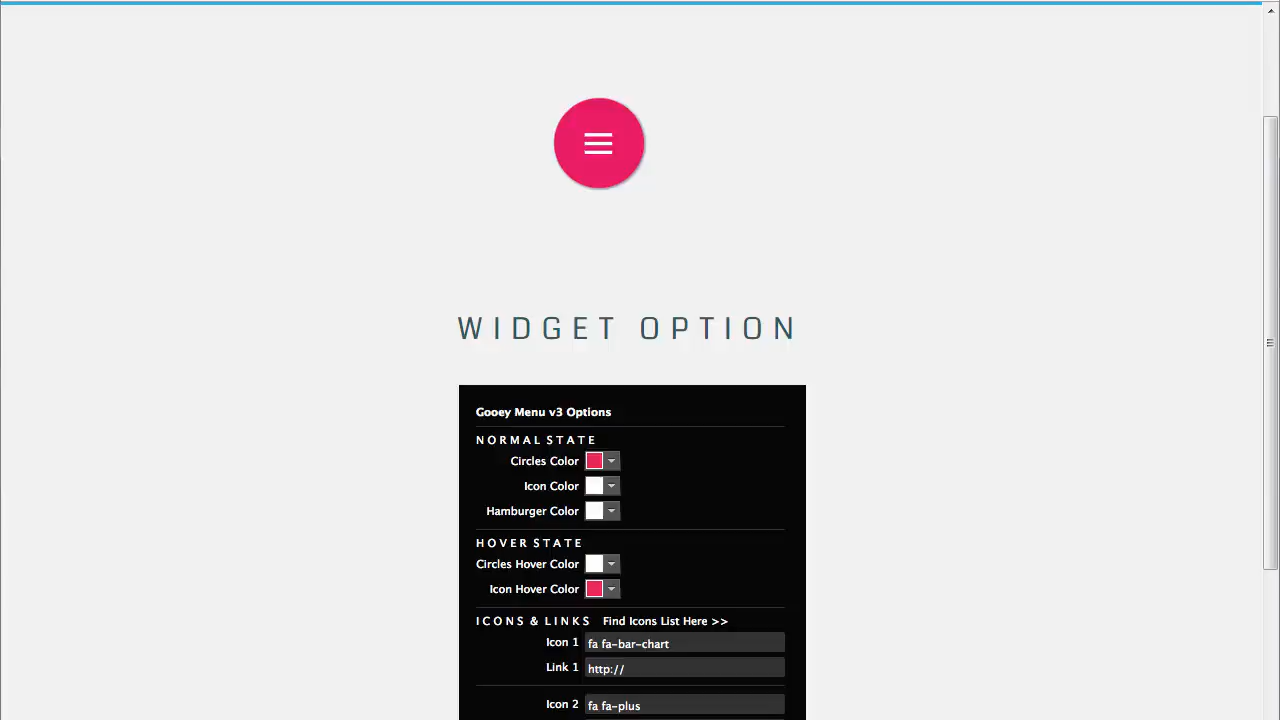 WIDGET OPTION
Gooey Menu v3 Options
NORMAL STATE
Circles Color
Icon Color
Hamburger Color
HOVER STATE
Circles Hover Color
Icon Hover Color
ICONS & LINKS Find Icons List Here >>
Icon 1 fa fa-bar-chart
Link 1 http://
Icon 2 fa fa-plus